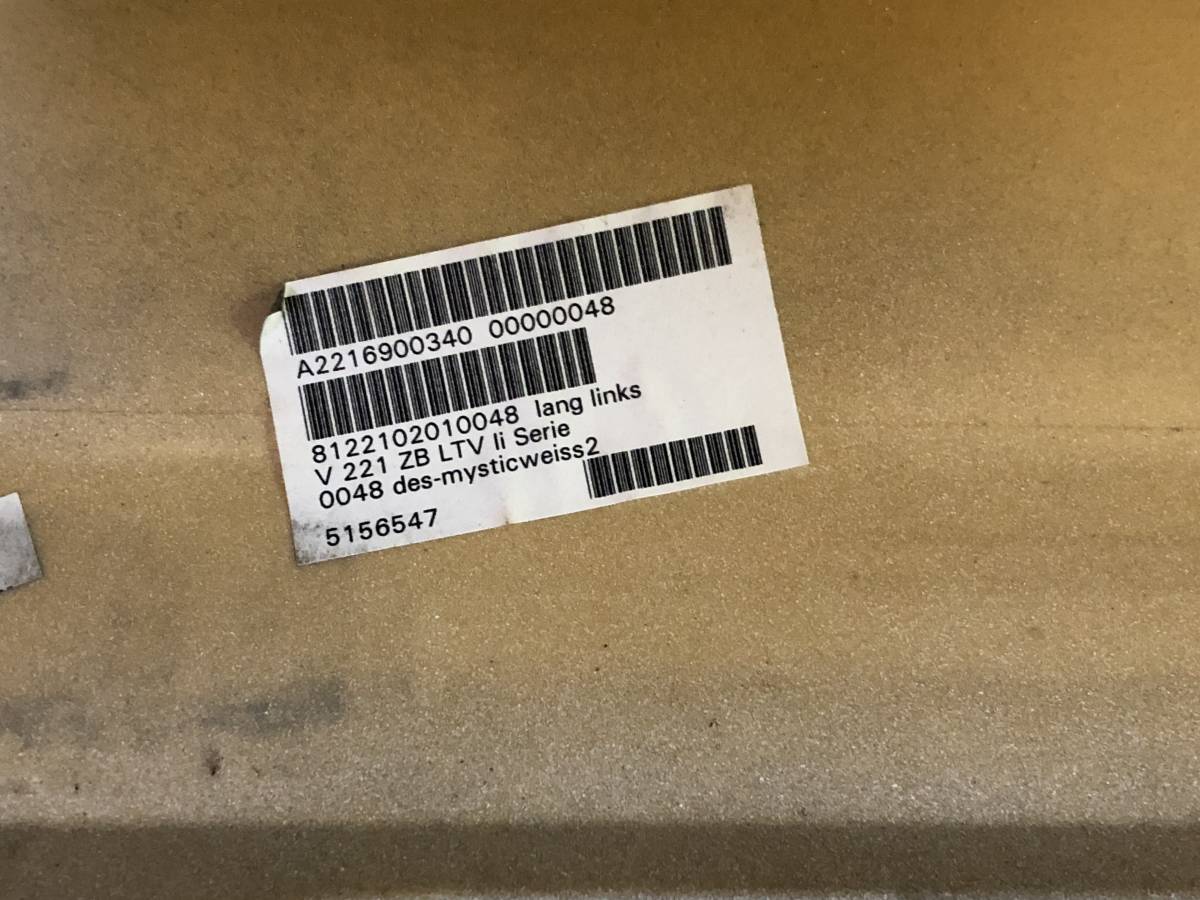 A2216900340 00000048
8122102010048 lang links
V 221 ZB LTV li Serie
0048 des-mysticweiss2
5156547